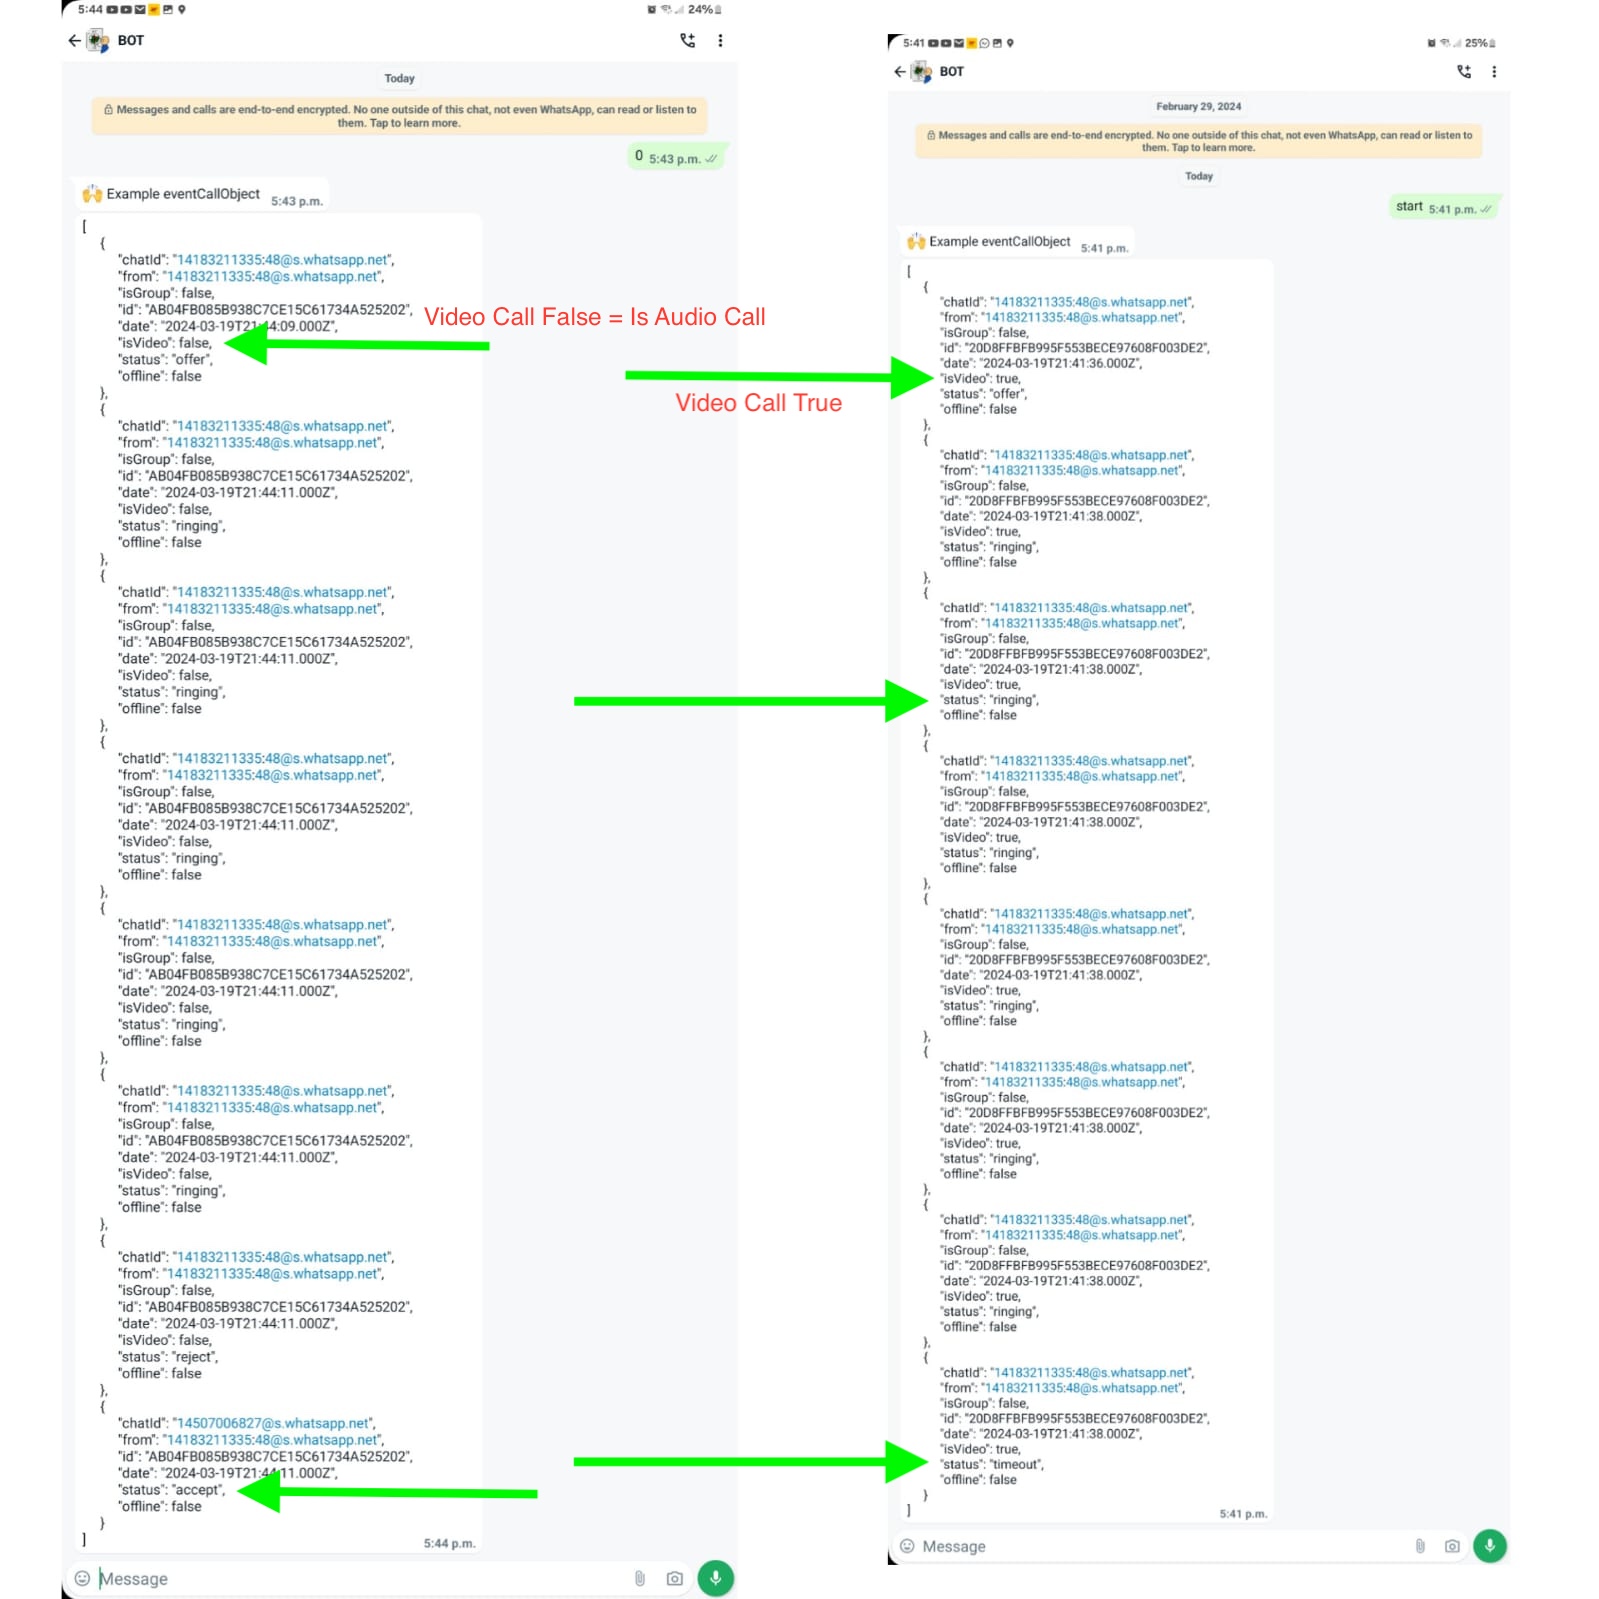 5:44
24%
BOT
Today
Messages and calls are end-to-end encrypted. No one outside of this chat, not even WhatsApp, can read or listen to
them. Tap to learn more.
0 5:43 p.m.
🙌 Example eventCallObject 5:43 p.m.
[
{
"chatId": "14183211335:48@s.whatsapp.net",
"from": "14183211335:48@s.whatsapp.net",
"isGroup": false,
"id": "AB04FB085B938C7CE15C61734A525202",
"date": "2024-03-19T21:44:09.000Z",
"isVideo": false,
"status": "offer",
"offline": false
},
{
"chatId": "14183211335:48@s.whatsapp.net",
"from": "14183211335:48@s.whatsapp.net",
"isGroup": false,
"id": "AB04FB085B938C7CE15C61734A525202",
"date": "2024-03-19T21:44:11.000Z",
"isVideo": false,
"status": "ringing",
"offline": false
},
{
"chatId": "14183211335:48@s.whatsapp.net",
"from": "14183211335:48@s.whatsapp.net",
"isGroup": false,
"id": "AB04FB085B938C7CE15C61734A525202",
"date": "2024-03-19T21:44:11.000Z",
"isVideo": false,
"status": "ringing",
"offline": false
},
{
"chatId": "14183211335:48@s.whatsapp.net",
"from": "14183211335:48@s.whatsapp.net",
"isGroup": false,
"id": "AB04FB085B938C7CE15C61734A525202",
"date": "2024-03-19T21:44:11.000Z",
"isVideo": false,
"status": "ringing",
"offline": false
},
{
"chatId": "14183211335:48@s.whatsapp.net",
"from": "14183211335:48@s.whatsapp.net",
"isGroup": false,
"id": "AB04FB085B938C7CE15C61734A525202",
"date": "2024-03-19T21:44:11.000Z",
"isVideo": false,
"status": "ringing",
"offline": false
},
{
"chatId": "14183211335:48@s.whatsapp.net",
"from": "14183211335:48@s.whatsapp.net",
"isGroup": false,
"id": "AB04FB085B938C7CE15C61734A525202",
"date": "2024-03-19T21:44:11.000Z",
"isVideo": false,
"status": "ringing",
"offline": false
},
{
"chatId": "14183211335:48@s.whatsapp.net",
"from": "14183211335:48@s.whatsapp.net",
"isGroup": false,
"id": "AB04FB085B938C7CE15C61734A525202",
"date": "2024-03-19T21:44:11.000Z",
"isVideo": false,
"status": "reject",
"offline": false
},
{
"chatId": "14507006827@s.whatsapp.net",
"from": "14183211335:48@s.whatsapp.net",
"id": "AB04FB085B938C7CE15C61734A525202",
"date": "2024-03-19T21:44:11.000Z",
"status": "accept",
"offline": false
}
]
5:44 p.m.
Message
Video Call False = Is Audio Call
Video Call True
5:41
25%
BOT
February 29, 2024
Messages and calls are end-to-end encrypted. No one outside of this chat, not even WhatsApp, can read or listen to
them. Tap to learn more.
Today
start 5:41 p.m.
🙌 Example eventCallObject 5:41 p.m.
[
{
"chatId": "14183211335:48@s.whatsapp.net",
"from": "14183211335:48@s.whatsapp.net",
"isGroup": false,
"id": "20D8FFBFB995F553BECE97608F003DE2",
"date": "2024-03-19T21:41:36.000Z",
"isVideo": true,
"status": "offer",
"offline": false
},
{
"chatId": "14183211335:48@s.whatsapp.net",
"from": "14183211335:48@s.whatsapp.net",
"isGroup": false,
"id": "20D8FFBFB995F553BECE97608F003DE2",
"date": "2024-03-19T21:41:38.000Z",
"isVideo": true,
"status": "ringing",
"offline": false
},
{
"chatId": "14183211335:48@s.whatsapp.net",
"from": "14183211335:48@s.whatsapp.net",
"isGroup": false,
"id": "20D8FFBFB995F553BECE97608F003DE2",
"date": "2024-03-19T21:41:38.000Z",
"isVideo": true,
"status": "ringing",
"offline": false
},
{
"chatId": "14183211335:48@s.whatsapp.net",
"from": "14183211335:48@s.whatsapp.net",
"isGroup": false,
"id": "20D8FFBFB995F553BECE97608F003DE2",
"date": "2024-03-19T21:41:38.000Z",
"isVideo": true,
"status": "ringing",
"offline": false
},
{
"chatId": "14183211335:48@s.whatsapp.net",
"from": "14183211335:48@s.whatsapp.net",
"isGroup": false,
"id": "20D8FFBFB995F553BECE97608F003DE2",
"date": "2024-03-19T21:41:38.000Z",
"isVideo": true,
"status": "ringing",
"offline": false
},
{
"chatId": "14183211335:48@s.whatsapp.net",
"from": "14183211335:48@s.whatsapp.net",
"isGroup": false,
"id": "20D8FFBFB995F553BECE97608F003DE2",
"date": "2024-03-19T21:41:38.000Z",
"isVideo": true,
"status": "ringing",
"offline": false
},
{
"chatId": "14183211335:48@s.whatsapp.net",
"from": "14183211335:48@s.whatsapp.net",
"isGroup": false,
"id": "20D8FFBFB995F553BECE97608F003DE2",
"date": "2024-03-19T21:41:38.000Z",
"isVideo": true,
"status": "ringing",
"offline": false
},
{
"chatId": "14183211335:48@s.whatsapp.net",
"from": "14183211335:48@s.whatsapp.net",
"isGroup": false,
"id": "20D8FFBFB995F553BECE97608F003DE2",
"date": "2024-03-19T21:41:38.000Z",
"isVideo": true,
"status": "timeout",
"offline": false
}
]
5:41 p.m.
Message